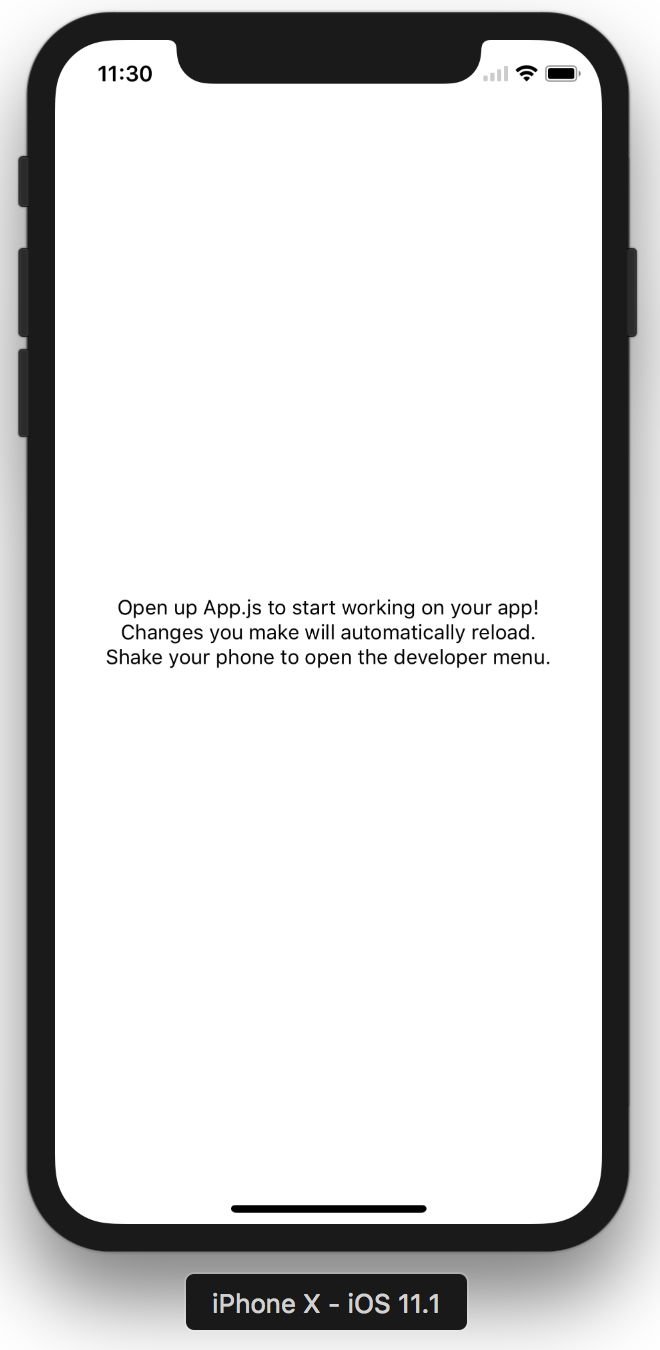 11:30
Open up App.js to start working on your app!
Changes you make will automatically reload.
Shake your phone to open the developer menu.
iPhone X - iOS 11.1